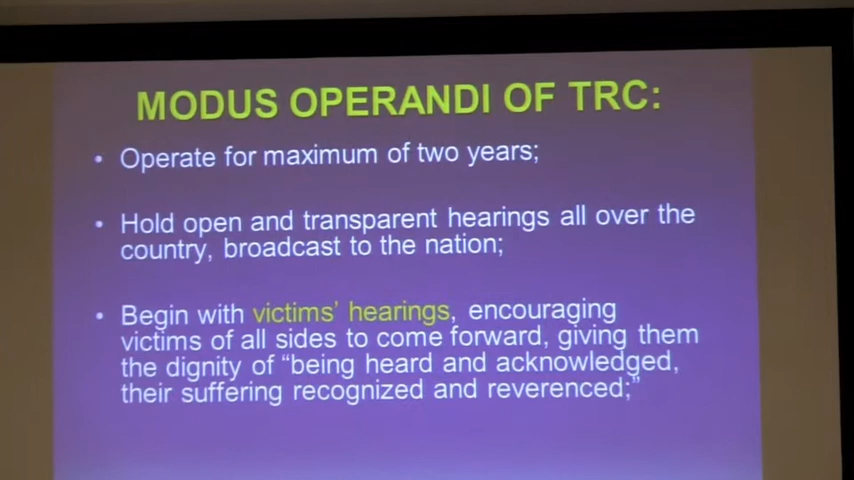 MODUS OPERANDI OF TRC:
• Operate for maximum of two years;
• Hold open and transparent hearings all over the
country, broadcast to the nation;
• Begin with victims’ hearings, encouraging
victims of all sides to come forward, giving them
the dignity of “being heard and acknowledged,
their suffering recognized and reverenced;”